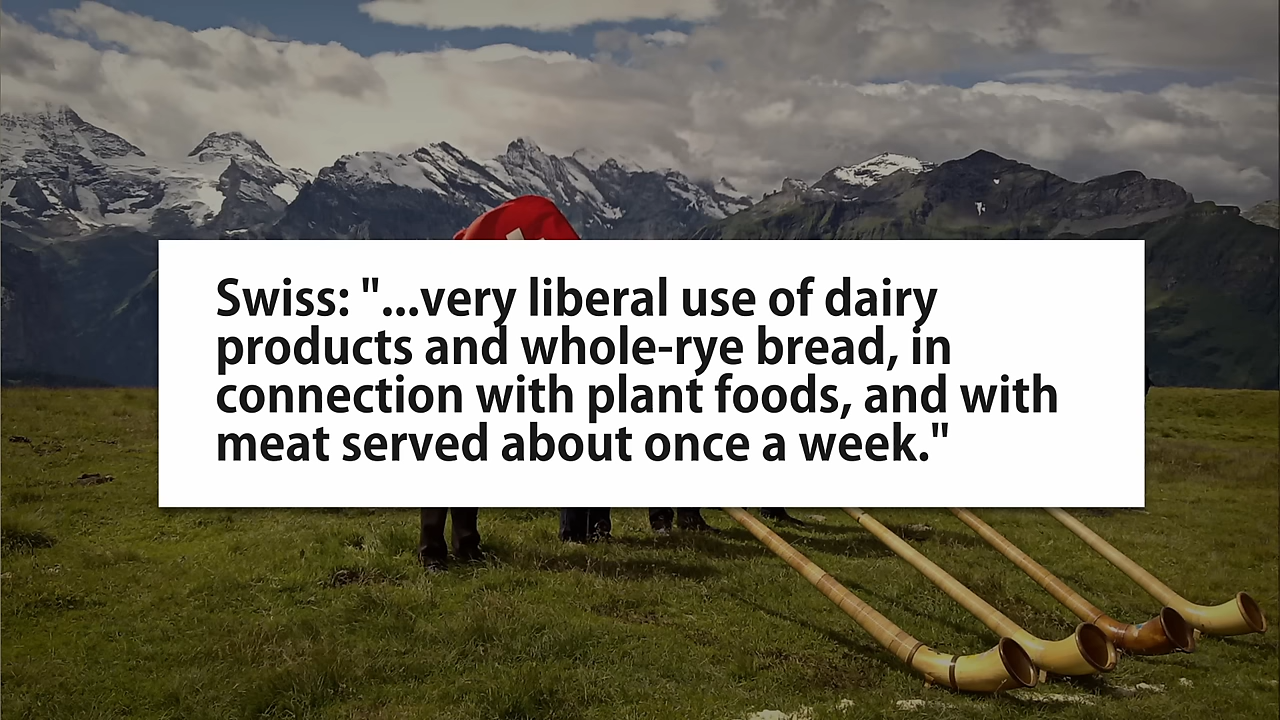 Swiss: "...very liberal use of dairy
products and whole-rye bread, in
connection with plant foods, and with
meat served about once a week."